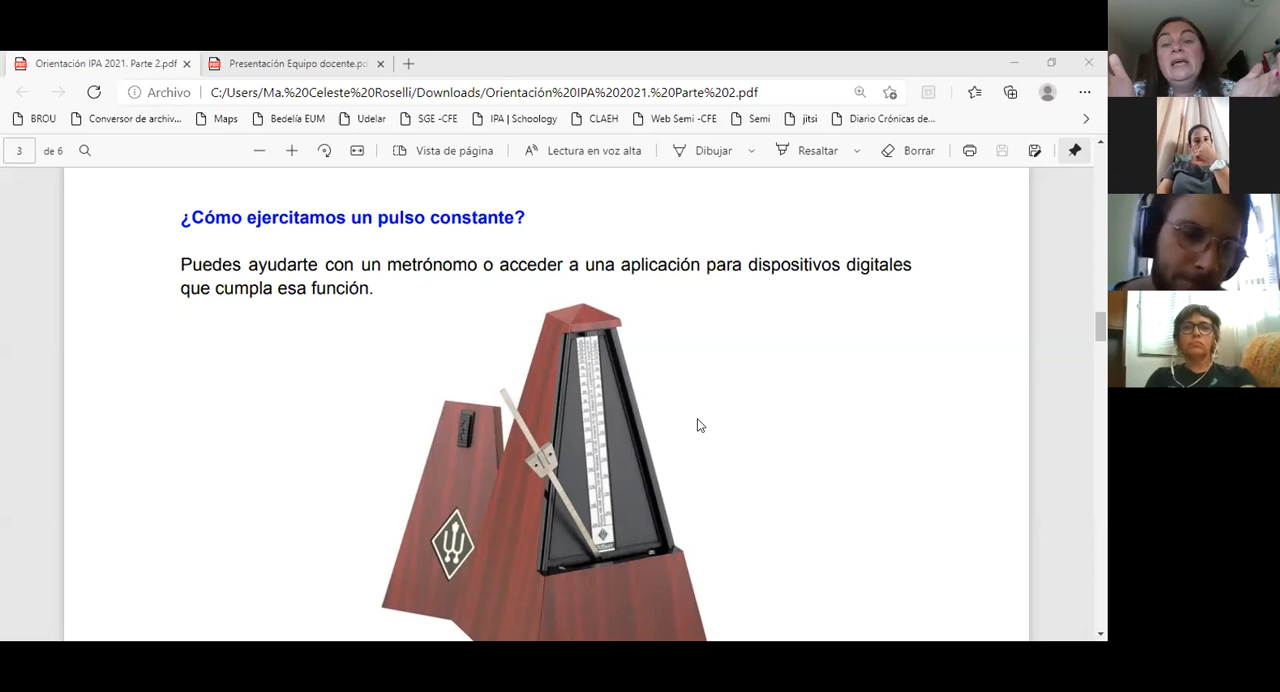 Orientación IPA 2021. Parte 2.pdf
Presentación Equipo docente.pd
Archivo C:/Users/Ma.%20Celeste%20Roselli/Downloads/Orientación%20IPA%202021.%20Parte%202.pdf
BROU Conversor de archiv... Maps Bedelía EUM Udelar SGE -CFE IPA | Schoology CLAEH Web Semi -CFE Semi jitsi Diario Crónicas de...
3 de 6 Vista de página Lectura en voz alta Dibujar Resaltar Borrar
¿Cómo ejercitamos un pulso constante?
Puedes ayudarte con un metrónomo o acceder a una aplicación para dispositivos digitales
que cumpla esa función.